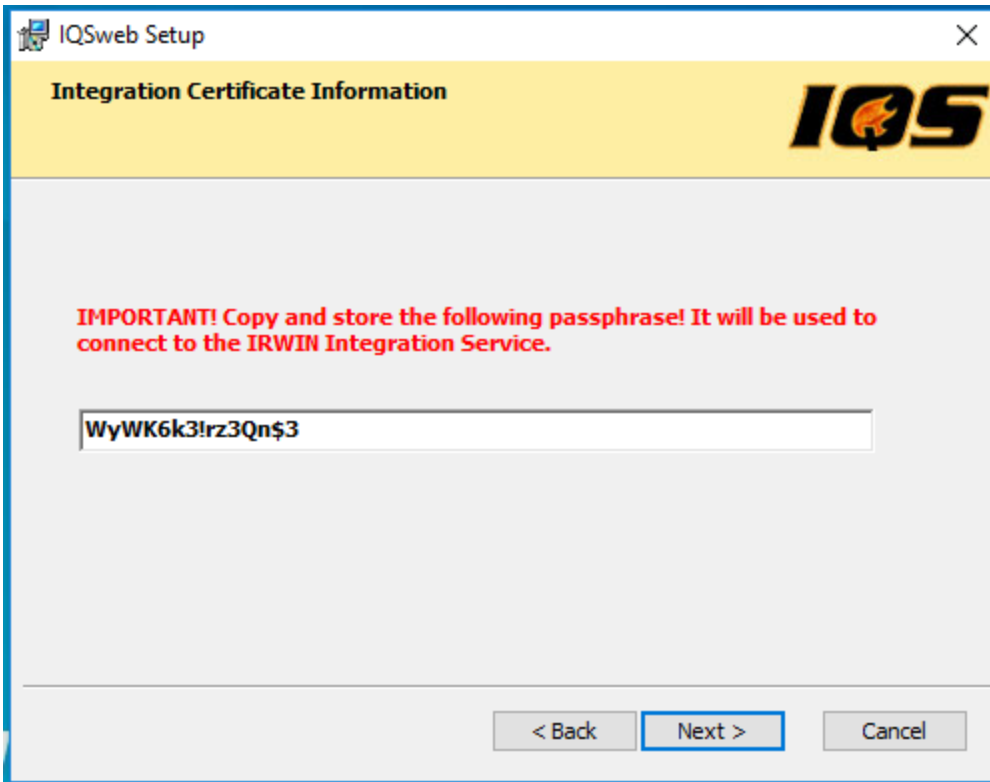 IQSweb Setup
Integration Certificate Information
IQS
IMPORTANT! Copy and store the following passphrase! It will be used to
connect to the IRWIN Integration Service.
WyWK6k3!rz3Qn$3
< Back
Next >
Cancel